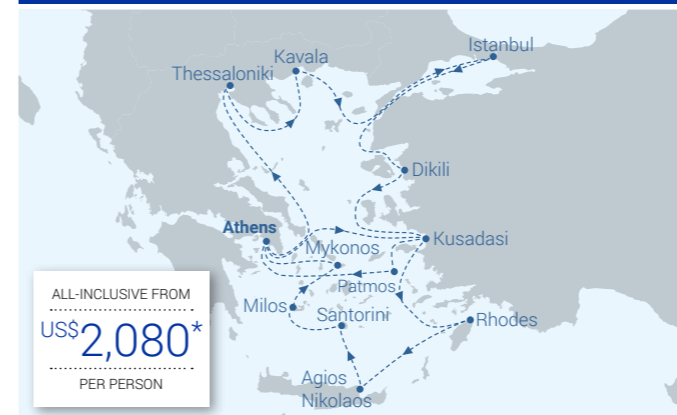 Istanbul
Kavala
Thessaloniki
Dikili
Athens
Mykonos
Kusadasi
Patmos
Milos
Santorini
Rhodes
Agios
Nikolaos
ALL-INCLUSIVE FROM
US$2,080*
PER PERSON